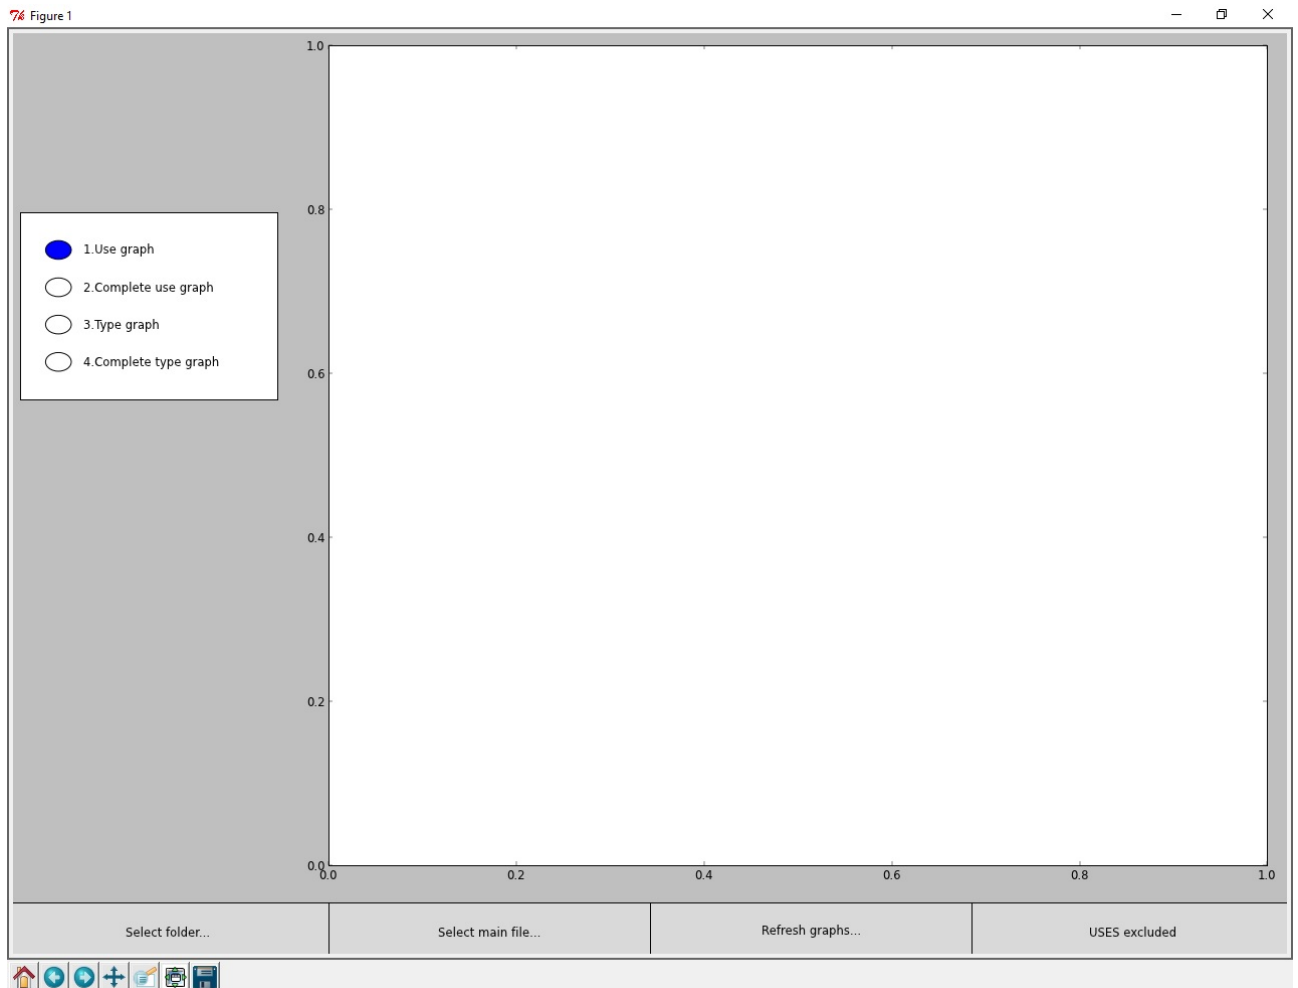 Figure 1
1.0
0.8
1.Use graph
2.Complete use graph
3.Type graph
4.Complete type graph
0.6
0.4
0.2
0.0
0.0 0.2 0.4 0.6 0.8 1.0
Select folder... Select main file... Refresh graphs... USES excluded